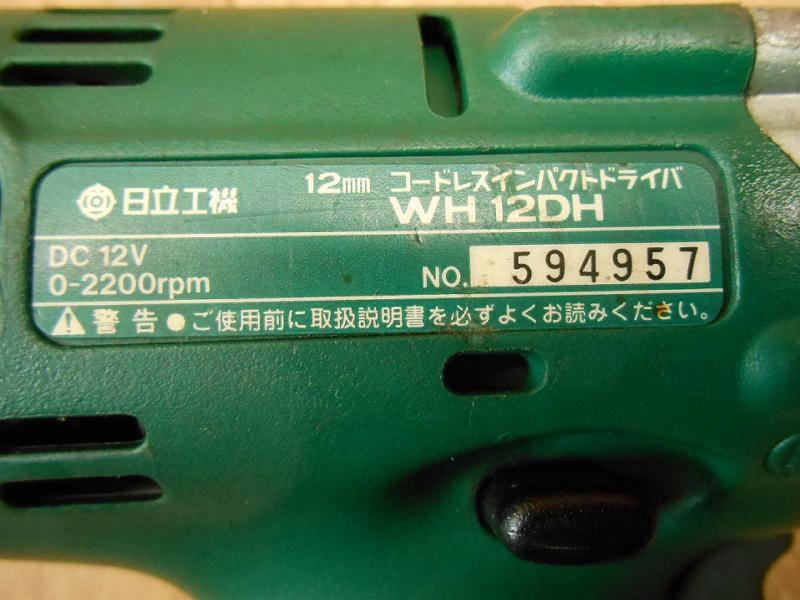 日立工機
12mm コードレスインパクトドライバ
WH 12DH
DC 12V
0-2200rpm
NO. 594957
警告 ●ご使用前に取扱説明書を必ずよくお読みください。